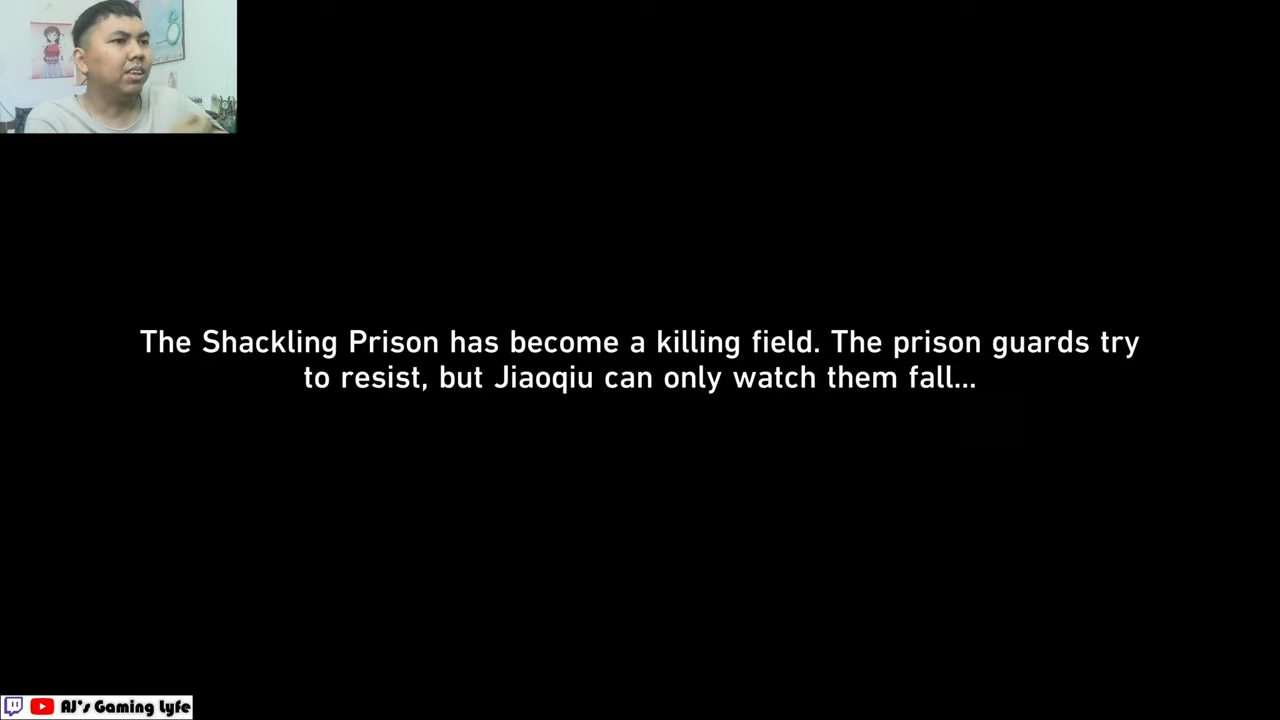 The Shackling Prison has become a killing field. The prison guards try
to resist, but Jiaoqiu can only watch them fall...
AJ's Gaming Lyfe